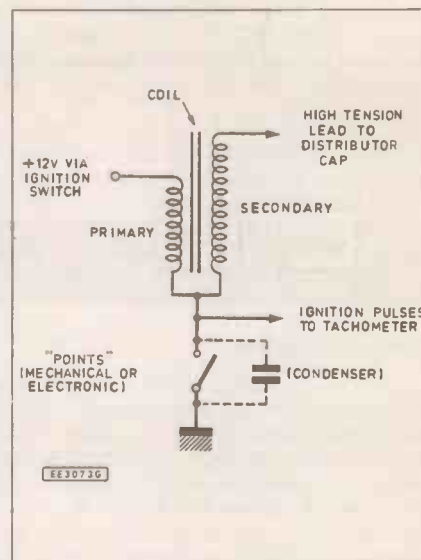 COIL
HIGH TENSION
LEAD TO
DISTRIBUTOR
CAP
+12V VIA
IGNITION
SWITCH
PRIMARY
SECONDARY
IGNITION PULSES
TO TACHOMETER
"POINTS"
(MECHANICAL OR
ELECTRONIC)
(CONDENSER)
EE3073G